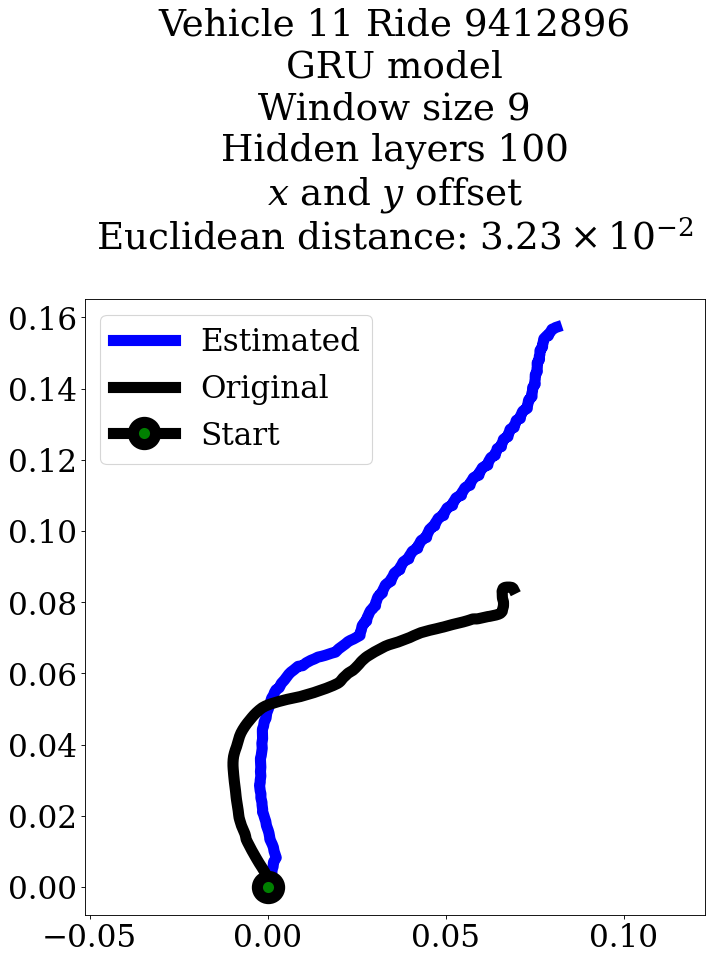 Vehicle 11 Ride 9412896
GRU model
Window size 9
Hidden layers 100
x and y offset
Euclidean distance: 3.23 × 10⁻²
Estimated
Original
Start
0.16
0.14
0.12
0.10
0.08
0.06
0.04
0.02
0.00
−0.05 0.00 0.05 0.10